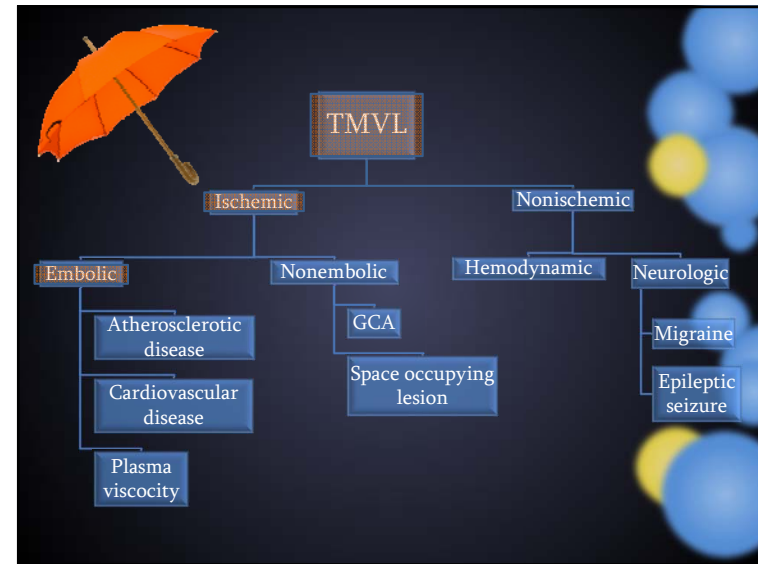 TMVL
Ischemic
Nonischemic
Embolic
Nonembolic
Hemodynamic
Neurologic
Atherosclerotic
disease
Cardiovascular
disease
Plasma
viscocity
GCA
Space occupying
lesion
Migraine
Epileptic
seizure